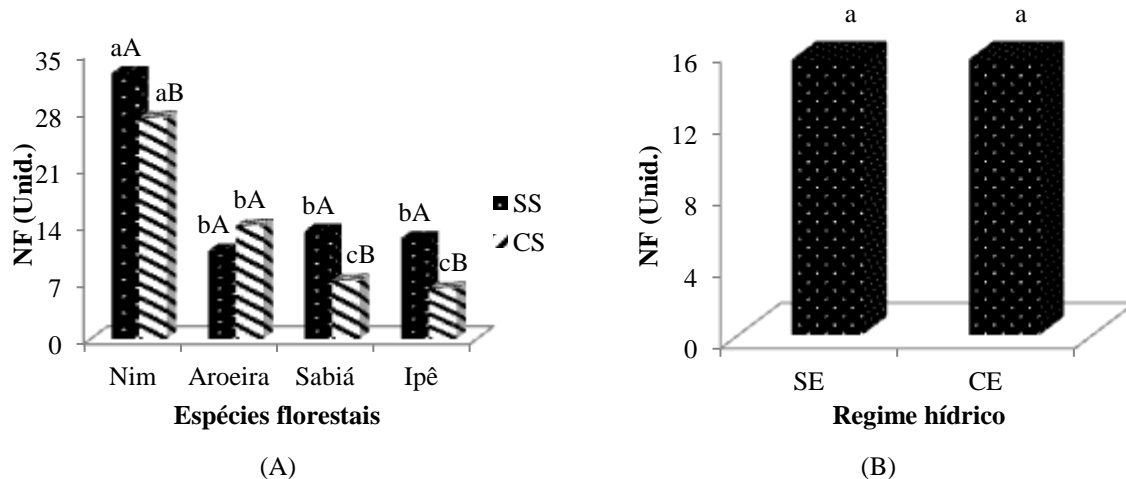 aA
35
aB
28
21
NF (Unid.)
bA
bA
bA
bA
14
cB
cB
7
0
SS
CS
Nim Aroeira Sabiá Ipê
Espécies florestais
(A)
a a
16
12
NF (Unid.)
8
4
0
SE CE
Regime hídrico
(B)